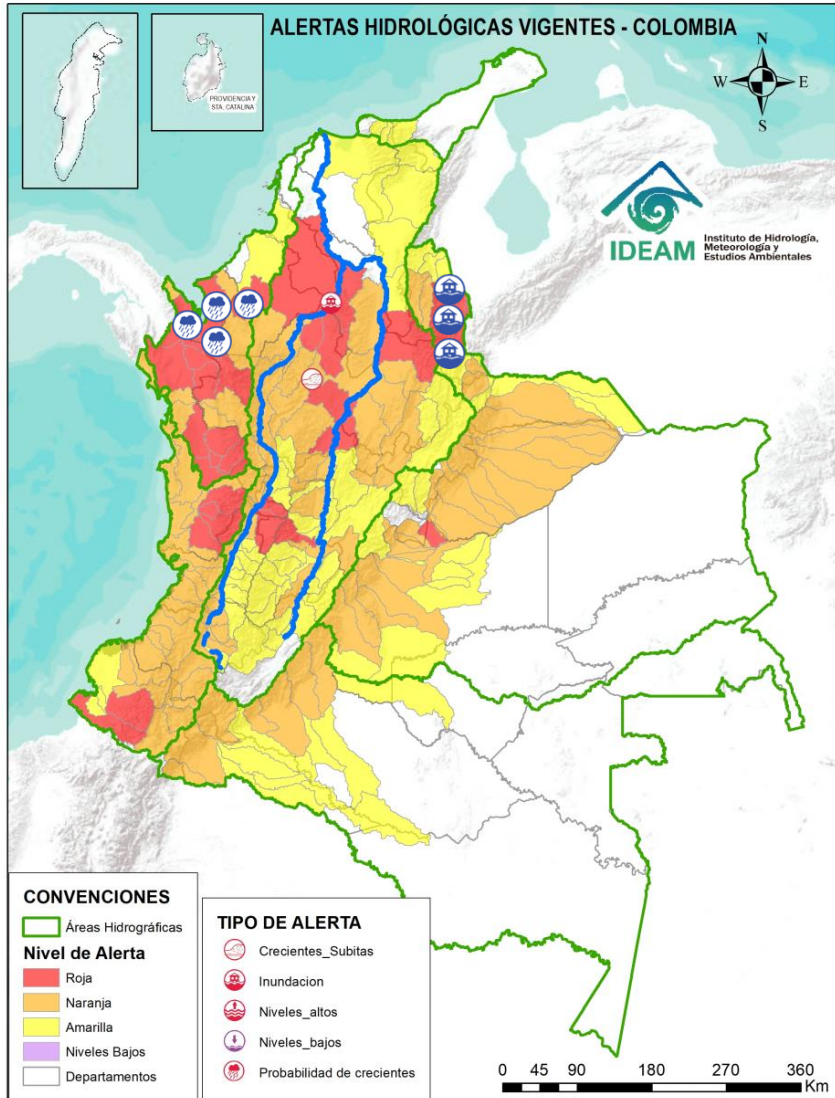 ALERTAS HIDROLÓGICAS VIGENTES - COLOMBIA
PROVIDENCIA Y
STA. CATALINA
N
W
E
S
IDEAM
Instituto de Hidrología,
Meteorología y
Estudios Ambientales
CONVENCIONES
Áreas Hidrográficas
Nivel de Alerta
Roja
Naranja
Amarilla
Niveles Bajos
Departamentos
TIPO DE ALERTA
Crecientes_Subitas
Inundacion
Niveles_altos
Niveles_bajos
Probabilidad de crecientes
0 45 90 180 270 360
Km